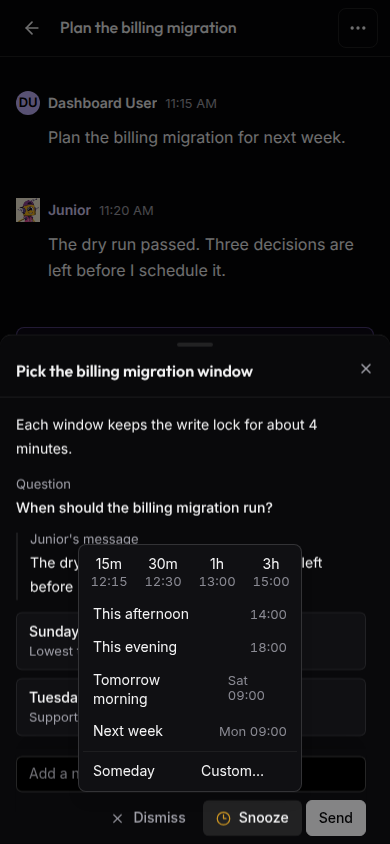 Plan the billing migration
DU Dashboard User 11:15 AM
Plan the billing migration for next week.
Junior 11:20 AM
The dry run passed. Three decisions are
left before I schedule it.
Pick the billing migration window
Each window keeps the write lock for about 4
minutes.
Question
When should the billing migration run?
Junior's message
The dry left
before
15m 30m 1h 3h
12:15 12:30 13:00 15:00
This afternoon 14:00
This evening 18:00
Tomorrow morning Sat 09:00
Next week Mon 09:00
Someday Custom...
Sunday
Lowest
Tuesda
Support
Add a n
Dismiss Snooze Send